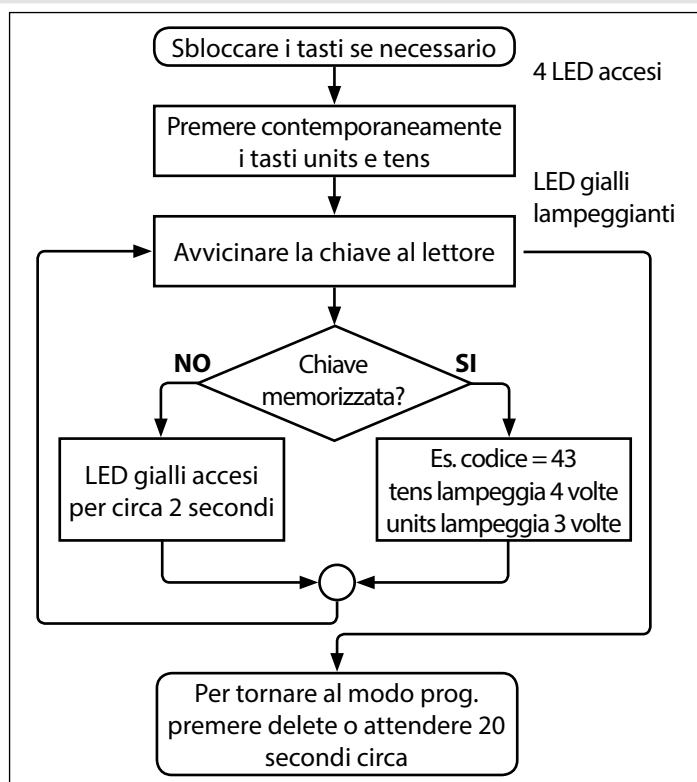 Sbloccare i tasti se necessario
4 LED accesi
Premere contemporaneamente
i tasti units e tens
LED gialli
lampeggianti
Avvicinare la chiave al lettore
Chiave
memorizzata?
NO
SI
LED gialli accesi
per circa 2 secondi
Es. codice = 43
tens lampeggia 4 volte
units lampeggia 3 volte
Per tornare al modo prog.
premere delete o attendere 20
secondi circa